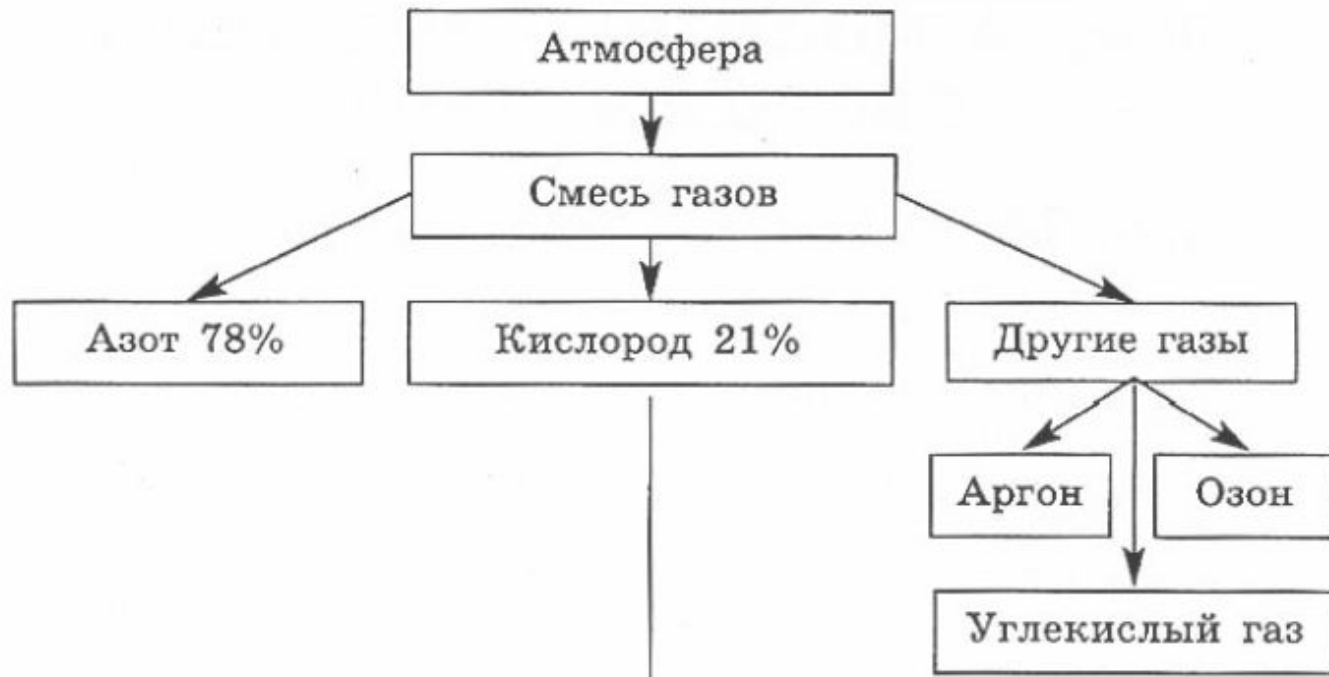 Атмосфера
Смесь газов
Азот 78%
Кислород 21%
Другие газы
Аргон
Озон
Углекислый газ